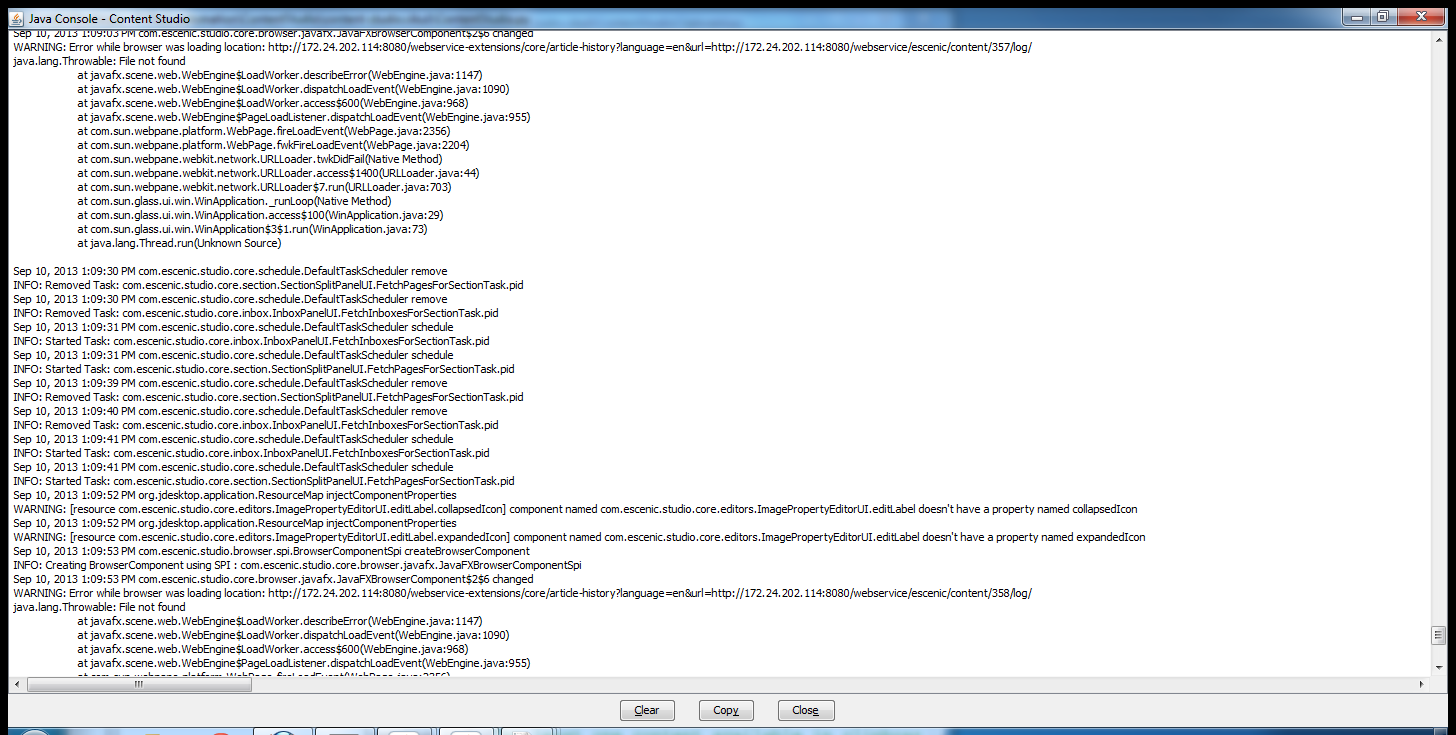 Java Console - Content Studio
Sep 10, 2013 1:09:03 PM com.escenic.studio.core.browser.javafx.JavaFXBrowserComponent$2$6 changed
WARNING: Error while browser was loading location: http://172.24.202.114:8080/webservice-extensions/core/article-history?language=en&url=http://172.24.202.114:8080/webservice/escenic/content/357/log/
java.lang.Throwable: File not found
at javafx.scene.web.WebEngine$LoadWorker.describeError(WebEngine.java:1147)
at javafx.scene.web.WebEngine$LoadWorker.dispatchLoadEvent(WebEngine.java:1090)
at javafx.scene.web.WebEngine$LoadWorker.access$600(WebEngine.java:968)
at javafx.scene.web.WebEngine$PageLoadListener.dispatchLoadEvent(WebEngine.java:955)
at com.sun.webpane.platform.WebPage.fireLoadEvent(WebPage.java:2356)
at com.sun.webpane.platform.WebPage.fwkFireLoadEvent(WebPage.java:2204)
at com.sun.webpane.webkit.network.URLLoader.twkDidFail(Native Method)
at com.sun.webpane.webkit.network.URLLoader.access$1400(URLLoader.java:44)
at com.sun.webpane.webkit.network.URLLoader$7.run(URLLoader.java:703)
at com.sun.glass.ui.win.WinApplication._runLoop(Native Method)
at com.sun.glass.ui.win.WinApplication.access$100(WinApplication.java:29)
at com.sun.glass.ui.win.WinApplication$3$1.run(WinApplication.java:73)
at java.lang.Thread.run(Unknown Source)
Sep 10, 2013 1:09:30 PM com.escenic.studio.core.schedule.DefaultTaskScheduler remove
INFO: Removed Task: com.escenic.studio.core.section.SectionSplitPanelUI.FetchPagesForSectionTask.pid
Sep 10, 2013 1:09:30 PM com.escenic.studio.core.schedule.DefaultTaskScheduler remove
INFO: Removed Task: com.escenic.studio.core.inbox.InboxPanelUI.FetchInboxesForSectionTask.pid
Sep 10, 2013 1:09:31 PM com.escenic.studio.core.schedule.DefaultTaskScheduler schedule
INFO: Started Task: com.escenic.studio.core.inbox.InboxPanelUI.FetchInboxesForSectionTask.pid
Sep 10, 2013 1:09:31 PM com.escenic.studio.core.schedule.DefaultTaskScheduler schedule
INFO: Started Task: com.escenic.studio.core.section.SectionSplitPanelUI.FetchPagesForSectionTask.pid
Sep 10, 2013 1:09:39 PM com.escenic.studio.core.schedule.DefaultTaskScheduler remove
INFO: Removed Task: com.escenic.studio.core.section.SectionSplitPanelUI.FetchPagesForSectionTask.pid
Sep 10, 2013 1:09:40 PM com.escenic.studio.core.schedule.DefaultTaskScheduler remove
INFO: Removed Task: com.escenic.studio.core.inbox.InboxPanelUI.FetchInboxesForSectionTask.pid
Sep 10, 2013 1:09:41 PM com.escenic.studio.core.schedule.DefaultTaskScheduler schedule
INFO: Started Task: com.escenic.studio.core.inbox.InboxPanelUI.FetchInboxesForSectionTask.pid
Sep 10, 2013 1:09:41 PM com.escenic.studio.core.schedule.DefaultTaskScheduler schedule
INFO: Started Task: com.escenic.studio.core.section.SectionSplitPanelUI.FetchPagesForSectionTask.pid
Sep 10, 2013 1:09:52 PM org.jdesktop.application.ResourceMap injectComponentProperties
WARNING: [resource com.escenic.studio.core.editors.ImagePropertyEditorUI.editLabel.collapsedIcon] component named com.escenic.studio.core.editors.ImagePropertyEditorUI.editLabel doesn't have a property named collapsedIcon
Sep 10, 2013 1:09:52 PM org.jdesktop.application.ResourceMap injectComponentProperties
WARNING: [resource com.escenic.studio.core.editors.ImagePropertyEditorUI.editLabel.expandedIcon] component named com.escenic.studio.core.editors.ImagePropertyEditorUI.editLabel doesn't have a property named expandedIcon
Sep 10, 2013 1:09:53 PM com.escenic.studio.browser.spi.BrowserComponentSpi createBrowserComponent
INFO: Creating BrowserComponent using SPI : com.escenic.studio.core.browser.javafx.JavaFXBrowserComponentSpi
Sep 10, 2013 1:09:53 PM com.escenic.studio.core.browser.javafx.JavaFXBrowserComponent$2$6 changed
WARNING: Error while browser was loading location: http://172.24.202.114:8080/webservice-extensions/core/article-history?language=en&url=http://172.24.202.114:8080/webservice/escenic/content/358/log/
java.lang.Throwable: File not found
at javafx.scene.web.WebEngine$LoadWorker.describeError(WebEngine.java:1147)
at javafx.scene.web.WebEngine$LoadWorker.dispatchLoadEvent(WebEngine.java:1090)
at javafx.scene.web.WebEngine$LoadWorker.access$600(WebEngine.java:968)
at javafx.scene.web.WebEngine$PageLoadListener.dispatchLoadEvent(WebEngine.java:955)
at com.sun.webpane.platform.WebPage.fireLoadEvent(WebPage.java:2356)
Clear Copy Close